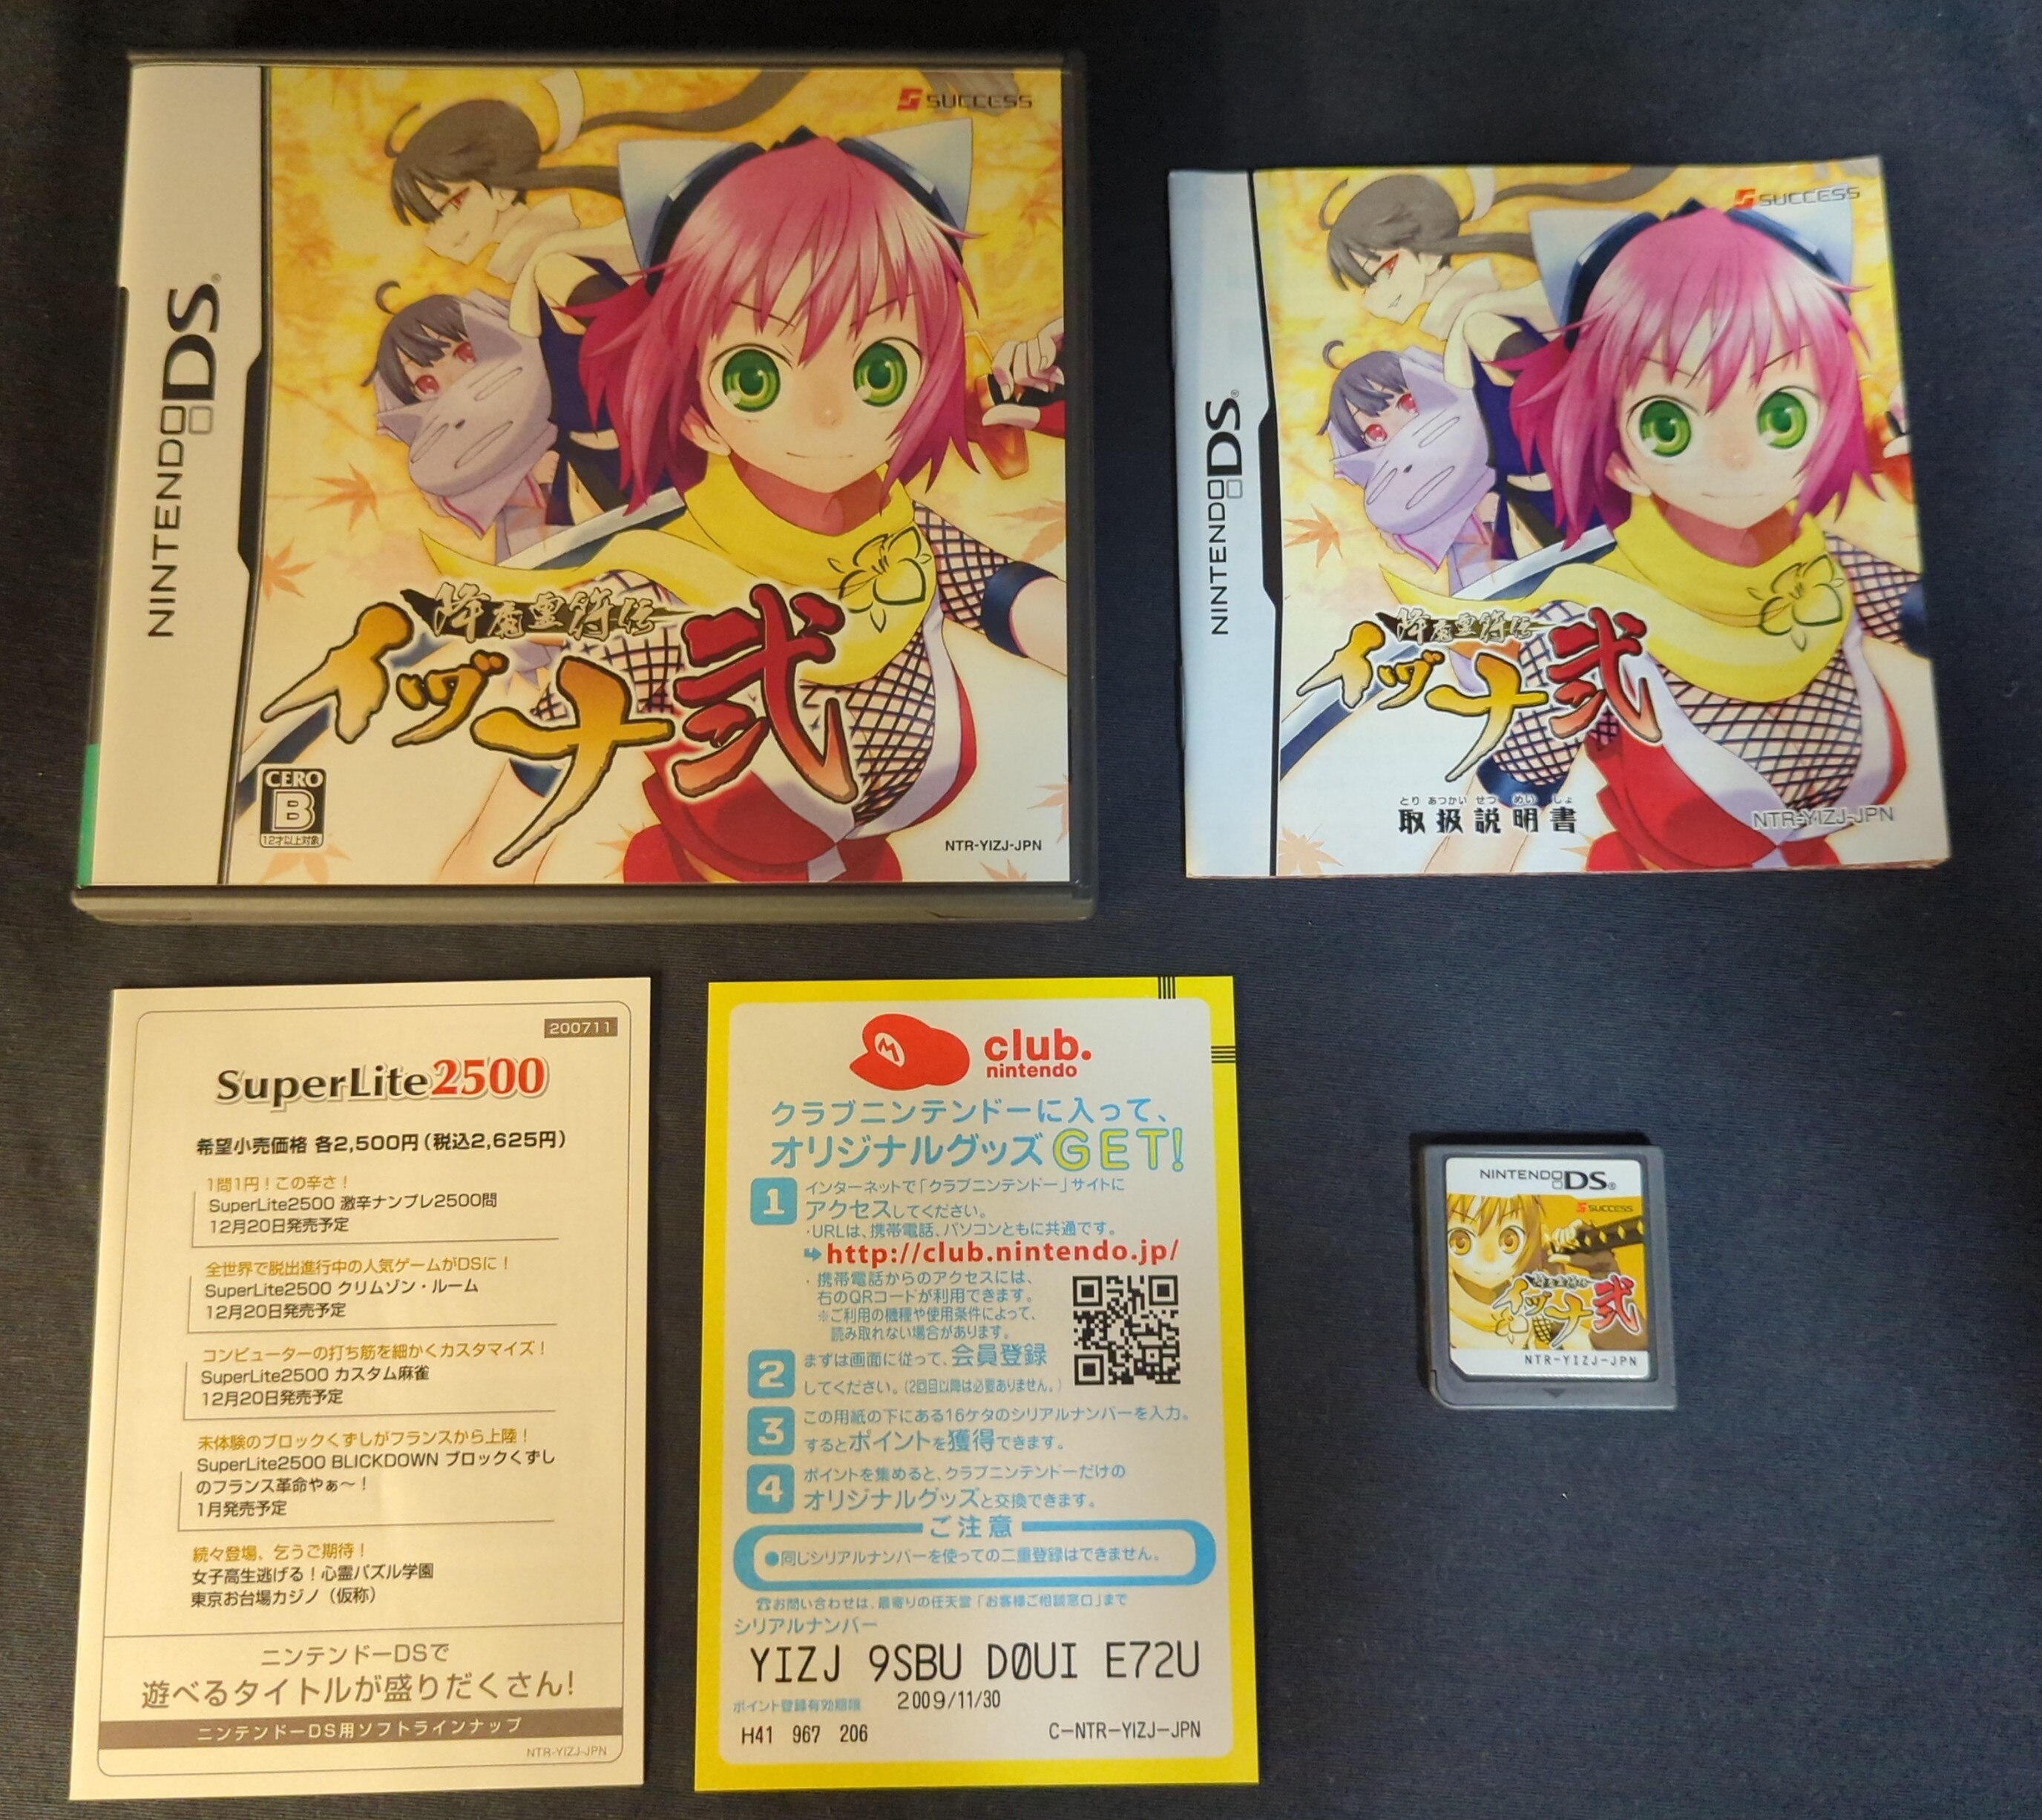 NINTENDO DS®
SUCCESS
降魔霊符伝
イヅナ弐
CERO
B
12才以上対象
NTR-YIZJ-JPN
NINTENDO DS®
SUCCESS
降魔霊符伝
イヅナ弐
とり あつかい せつ めい しょ
取扱説明書
NTR-YIZJ-JPN
200711
SuperLite2500
希望小売価格 各2,500円(税込2,625円)
1問1円!この辛さ!
SuperLite2500 激辛ナンプレ2500問
12月20日発売予定
全世界で脱出進行中の人気ゲームがDSに!
SuperLite2500 クリムゾン・ルーム
12月20日発売予定
コンピューターの打ち筋を細かくカスタマイズ!
SuperLite2500 カスタム麻雀
12月20日発売予定
未体験のブロックくずしがフランスから上陸!
SuperLite2500 BLICKDOWN ブロックくずし
のフランス革命やぁ〜!
1月発売予定
続々登場、乞うご期待!
女子高生逃げる!心霊パズル学園
東京お台場カジノ(仮称)
ニンテンドーDSで
遊べるタイトルが盛りだくさん!
ニンテンドーDS用ソフトラインナップ
NTR-YIZJ-JPN
club.
nintendo
クラブニンテンドーに入って、
オリジナルグッズGET!
1 インターネットで「クラブニンテンドー」サイトに
アクセスしてください。
・URLは、携帯電話、パソコンともに共通です。
http://club.nintendo.jp/
・携帯電話からのアクセスには、
右のQRコードが利用できます。
※ご利用の機種や使用条件によって、
読み取れない場合があります。
2 まずは画面に従って、会員登録
してください。(2回目以降は必要ありません。)
3 この用紙の下にある16ケタのシリアルナンバーを入力。
するとポイントを獲得できます。
4 ポイントを集めると、クラブニンテンドーだけの
オリジナルグッズと交換できます。
ご注意
●同じシリアルナンバーを使っての二重登録はできません。
☎お問い合わせは、最寄りの任天堂「お客様ご相談窓口」まで
シリアルナンバー
YIZJ 9SBU D0UI E72U
ポイント登録有効期限 2009/11/30
H41 967 206 C-NTR-YIZJ-JPN
NINTENDO DS®
SUCCESS
降魔霊符伝
イヅナ弐
NTR-YIZJ-JPN